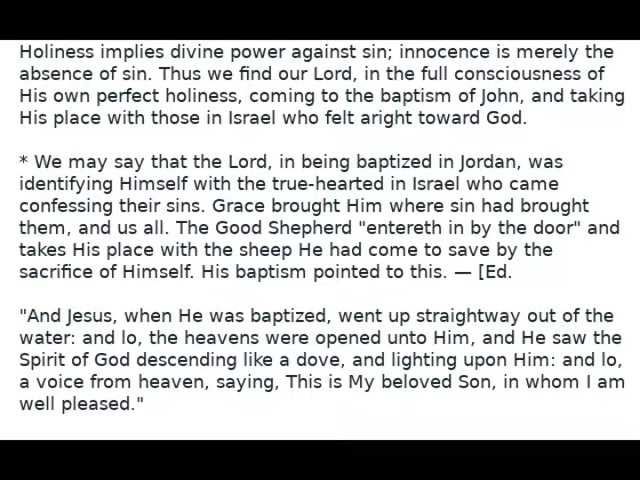 Holiness implies divine power against sin; innocence is merely the
absence of sin. Thus we find our Lord, in the full consciousness of
His own perfect holiness, coming to the baptism of John, and taking
His place with those in Israel who felt aright toward God.
* We may say that the Lord, in being baptized in Jordan, was
identifying Himself with the true-hearted in Israel who came
confessing their sins. Grace brought Him where sin had brought
them, and us all. The Good Shepherd "entereth in by the door" and
takes His place with the sheep He had come to save by the
sacrifice of Himself. His baptism pointed to this. — [Ed.
"And Jesus, when He was baptized, went up straightway out of the
water: and lo, the heavens were opened unto Him, and He saw the
Spirit of God descending like a dove, and lighting upon Him: and lo,
a voice from heaven, saying, This is My beloved Son, in whom I am
well pleased."